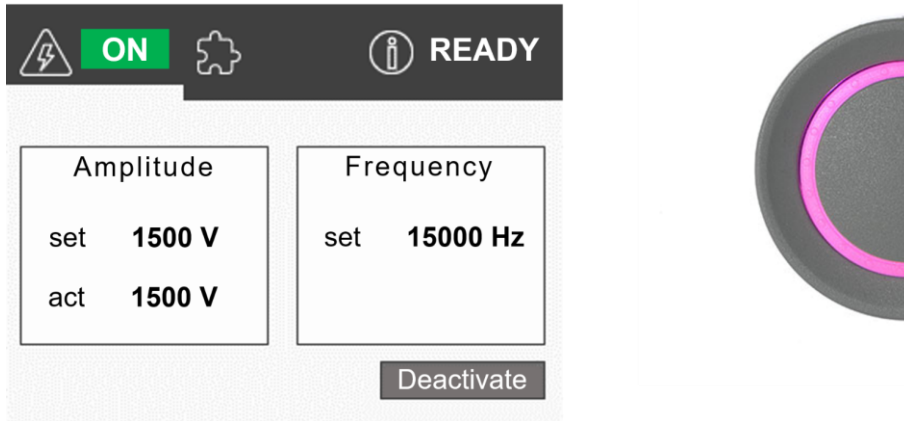 ON
READY
Amplitude
set 1500 V
act 1500 V
Frequency
set 15000 Hz
Deactivate